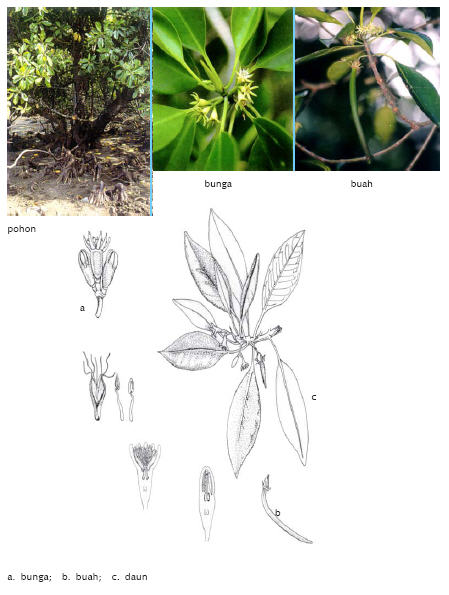 bunga
buah
pohon
a
c
b
a. bunga; b. buah; c. daun